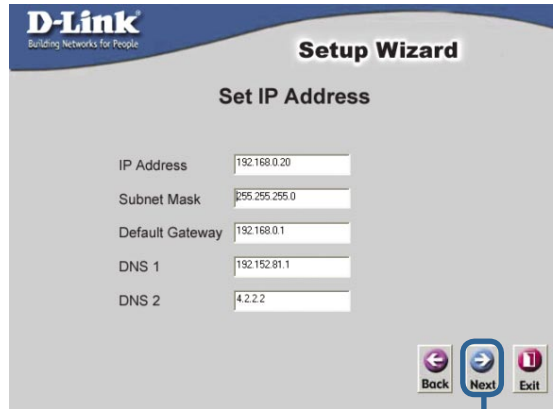 D-Link
Building Networks for People
Setup Wizard
Set IP Address
IP Address 192.168.0.20
Subnet Mask 255.255.255.0
Default Gateway 192.168.0.1
DNS 1 192.152.81.1
DNS 2 4.2.2.2
Back Next Exit